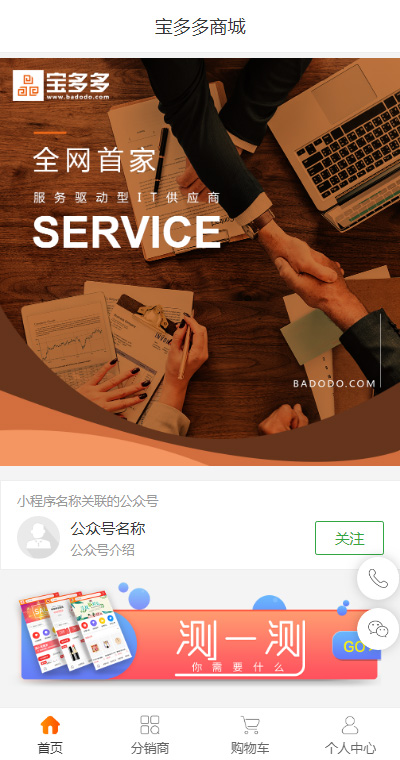 宝多多商城
宝多多
www.badodo.com
全网首家
服务驱动型IT供应商
SERVICE
BADODO.COM
小程序名称关联的公众号
公众号名称
公众号介绍
关注
测一测
你需要什么
GO
首页
分销商
购物车
个人中心